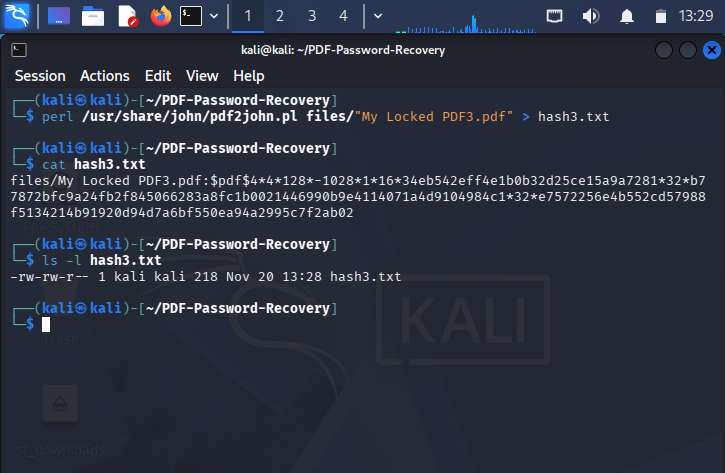 1 2 3 4 13:29
kali@kali: ~/PDF-Password-Recovery
Session Actions Edit View Help
┌──(kali㉿kali)-[~/PDF-Password-Recovery]
└─$ perl /usr/share/john/pdf2john.pl files/"My Locked PDF3.pdf" > hash3.txt
┌──(kali㉿kali)-[~/PDF-Password-Recovery]
└─$ cat hash3.txt
files/My Locked PDF3.pdf:$pdf$4*4*128*-1028*1*16*34eb542eff4e1b0b32d25ce15a9a7281*32*b7
7872bfc9a24fb2f845066283a8fc1b0021446990b9e4114071a4d9104984c1*32*e7572256e4b552cd57988
f5134214b91920d94d7a6bf550ea94a2995c7f2ab02
File System
┌──(kali㉿kali)-[~/PDF-Password-Recovery]
└─$ ls -l hash3.txt
-rw-rw-r-- 1 kali kali 218 Nov 20 13:28 hash3.txt
┌──(kali㉿kali)-[~/PDF-Password-Recovery]
└─$
KALI
Trash
sf_downloads